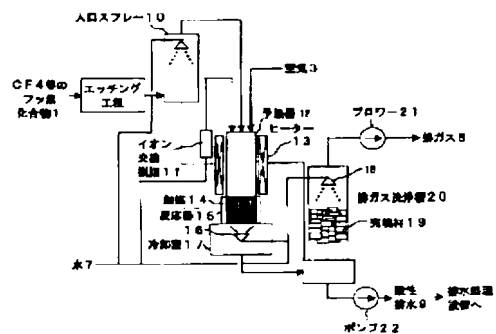 入口スプレー10
CF4等の
フッ素
化合物1
エッチング
工程
空気3
予熱器12
ヒーター
13
ブロワー21
排ガス8
イオン
交換
樹脂11
18
排ガス洗浄槽20
触媒14
反応器15
充填材19
16
冷却室17
水7
酸性
排水9
排水処理
設備へ
ポンプ22